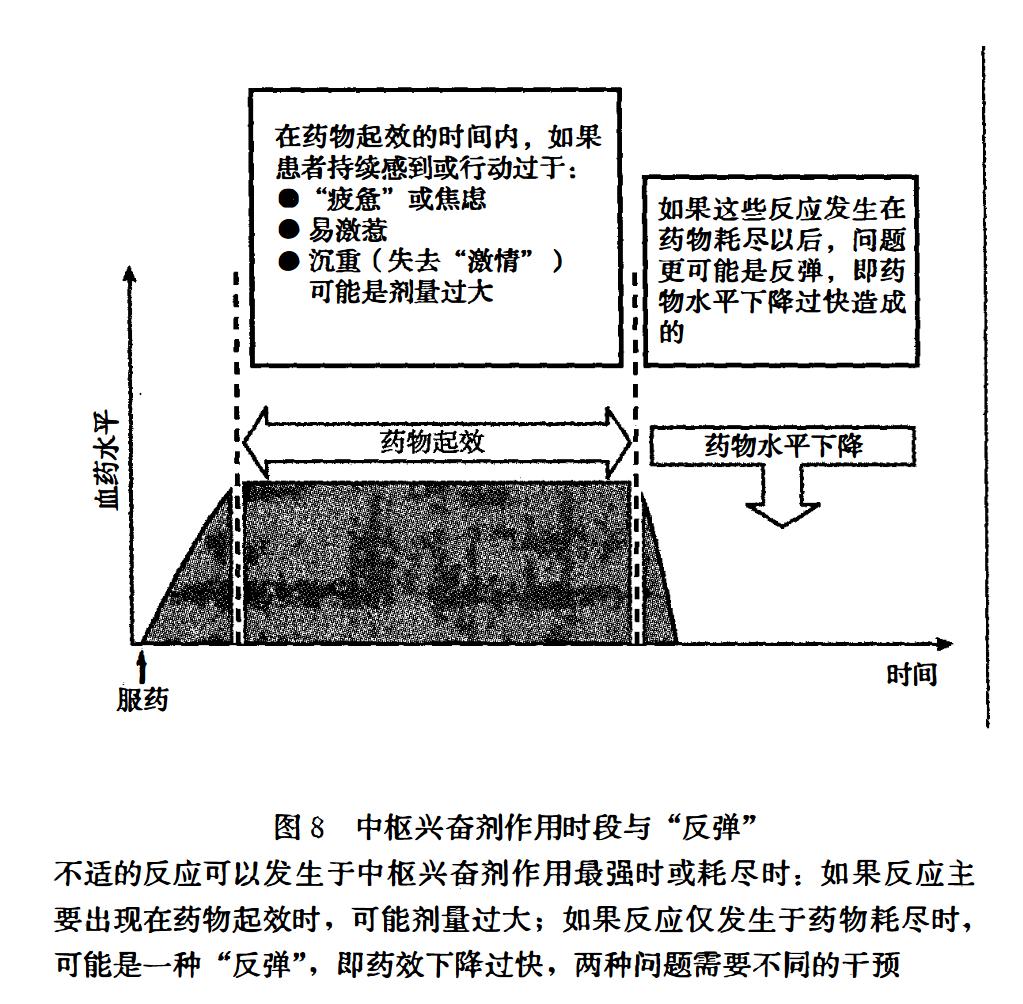 在药物起效的时间内，如果
患者持续感到或行动过于：
● “疲惫”或焦虑
● 易激惹
● 沉重（失去“激情”）
可能是剂量过大
如果这些反应发生在
药物耗尽以后，问题
更可能是反弹，即药
物水平下降过快造成
的
血药水平
药物起效
药物水平下降
服药
时间
图 8 中枢兴奋剂作用时段与“反弹”
不适的反应可以发生于中枢兴奋剂作用最强时或耗尽时：如果反应主
要出现在药物起效时，可能剂量过大；如果反应仅发生于药物耗尽时，
可能是一种“反弹”，即药效下降过快，两种问题需要不同的干预